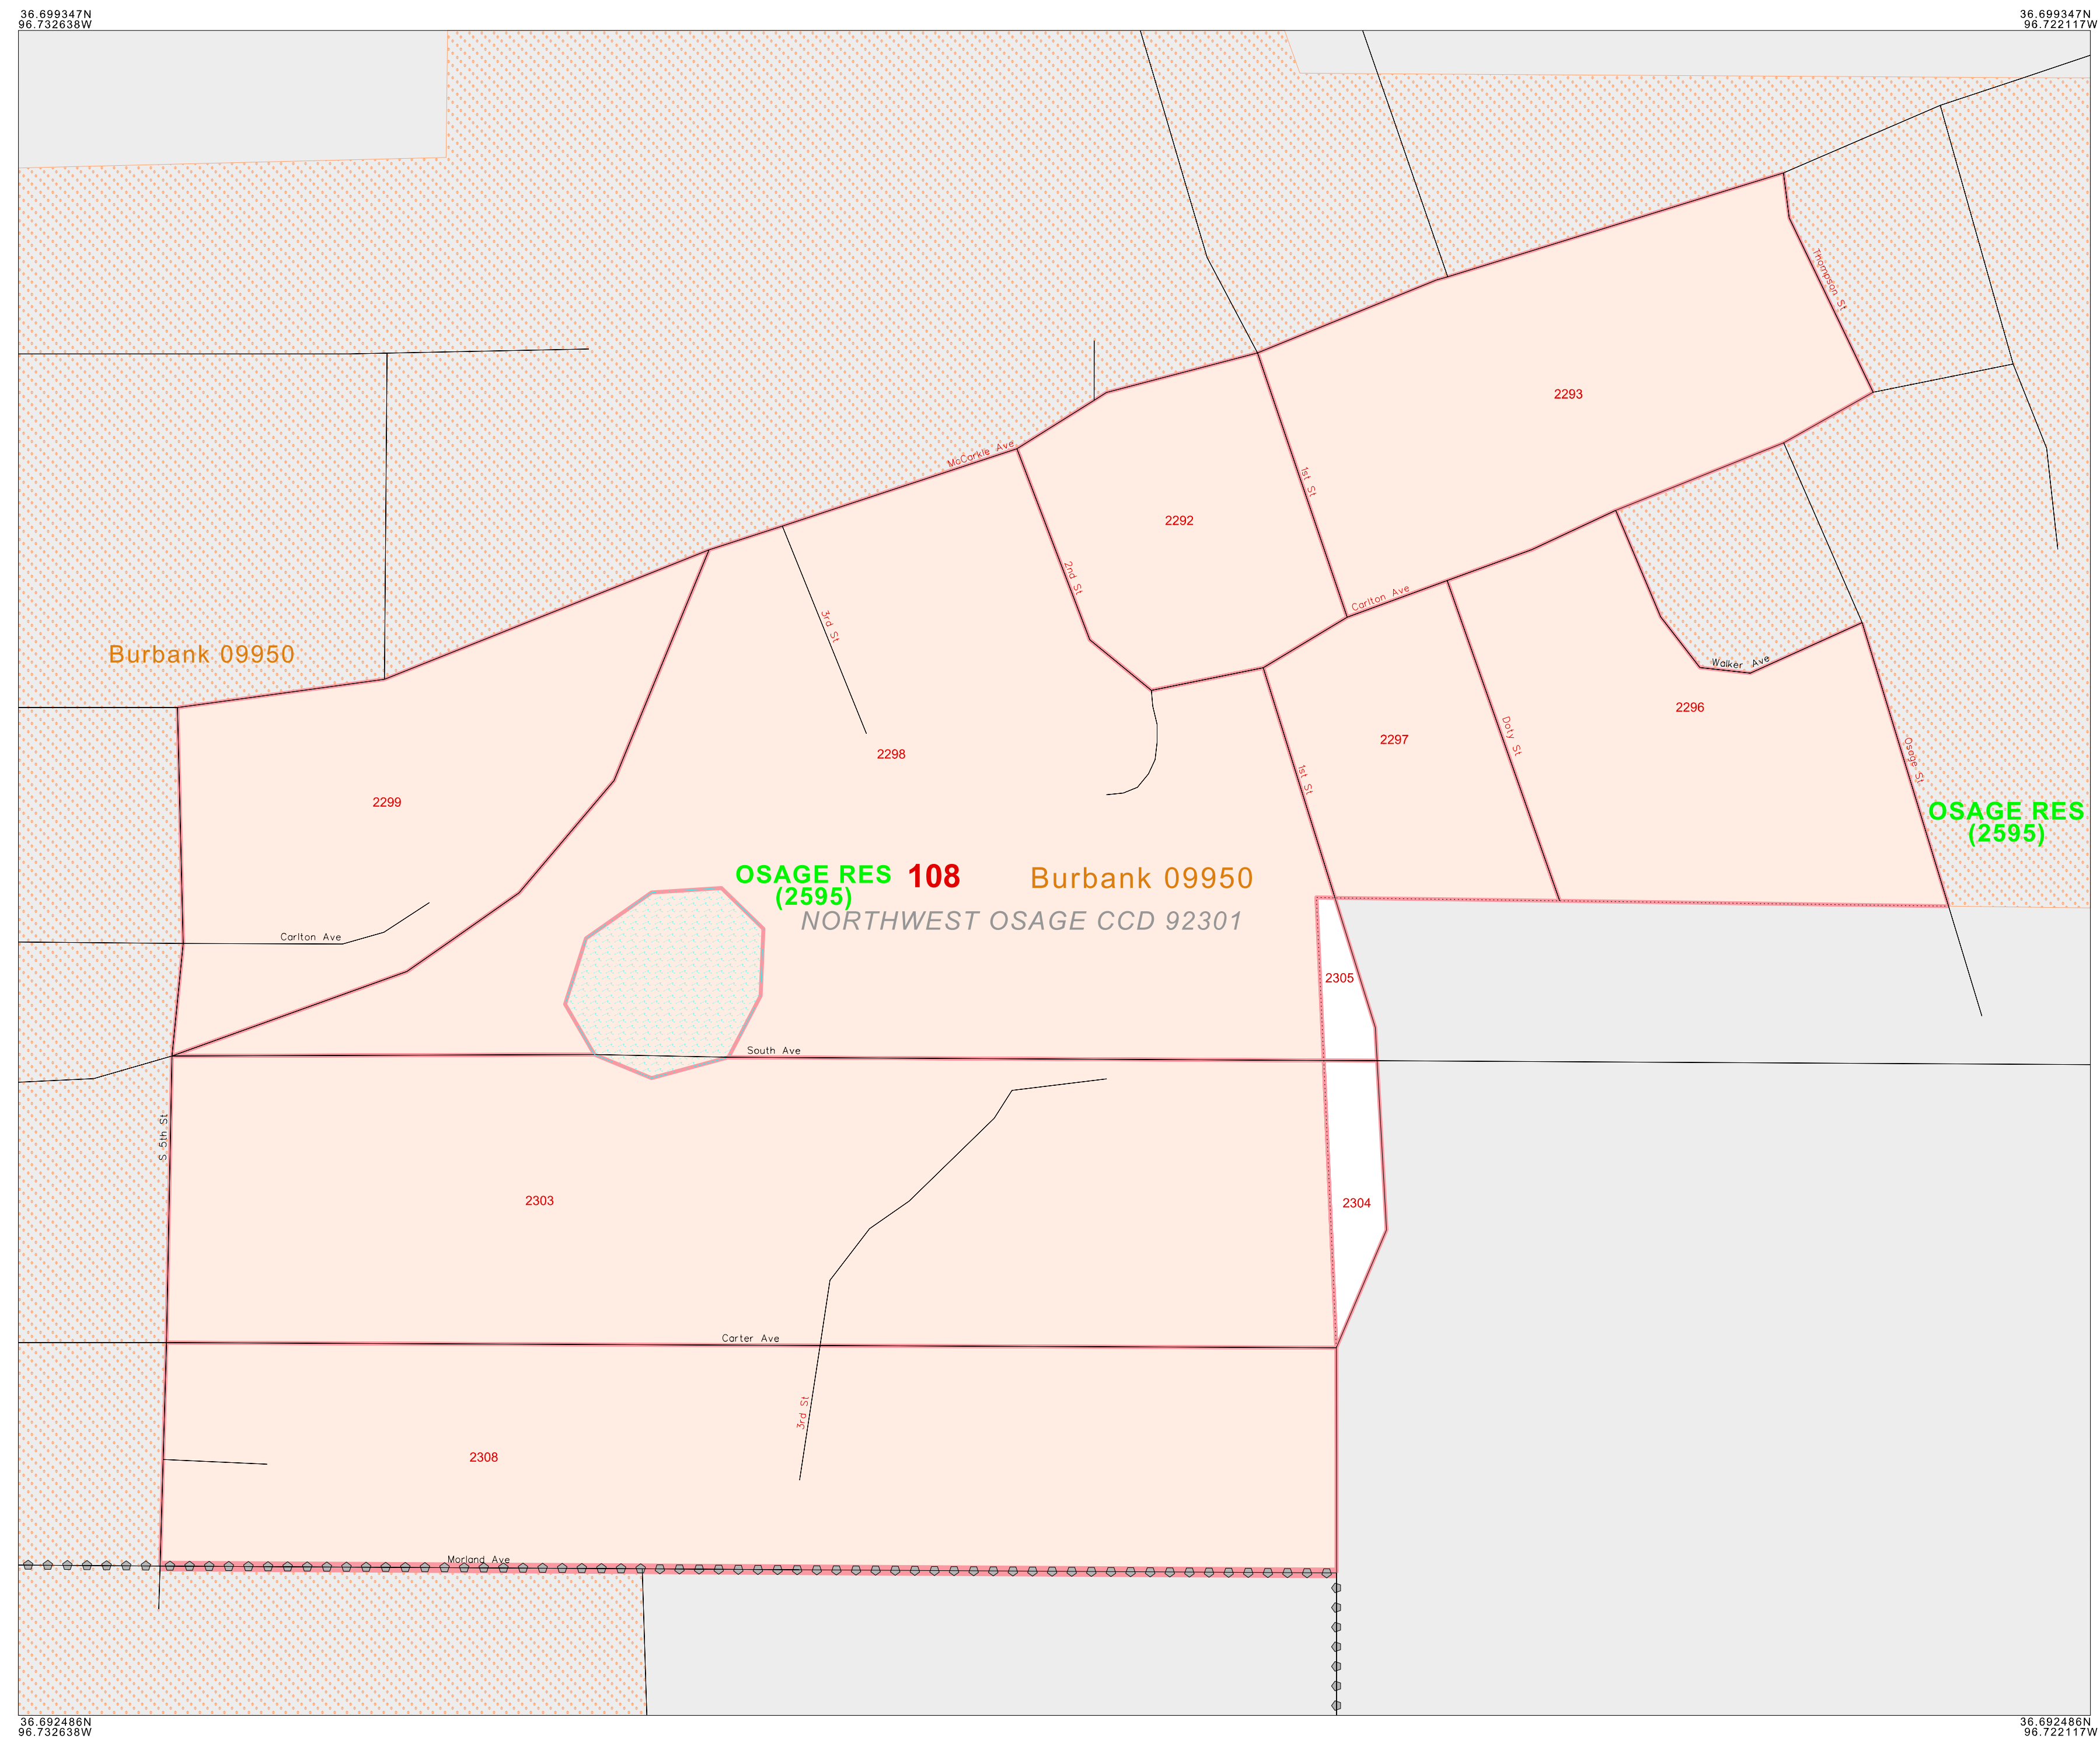 36.699347N
96.732638W
36.699347N
96.722117W
Thompson St
2293
McCarkle Ave
1st St
2292
2nd St
Carlton Ave
3rd St
Burbank 09950
Walker Ave
2296
Doty St
2297
Osage St
2298
1st St
2299
OSAGE RES
(2595)
OSAGE RES
(2595)
108
Burbank 09950
NORTHWEST OSAGE CCD 92301
Carlton Ave
2305
South Ave
S 5th St
2303
2304
Carter Ave
3rd St
2308
Morland Ave
36.692486N
96.732638W
36.692486N
96.722117W